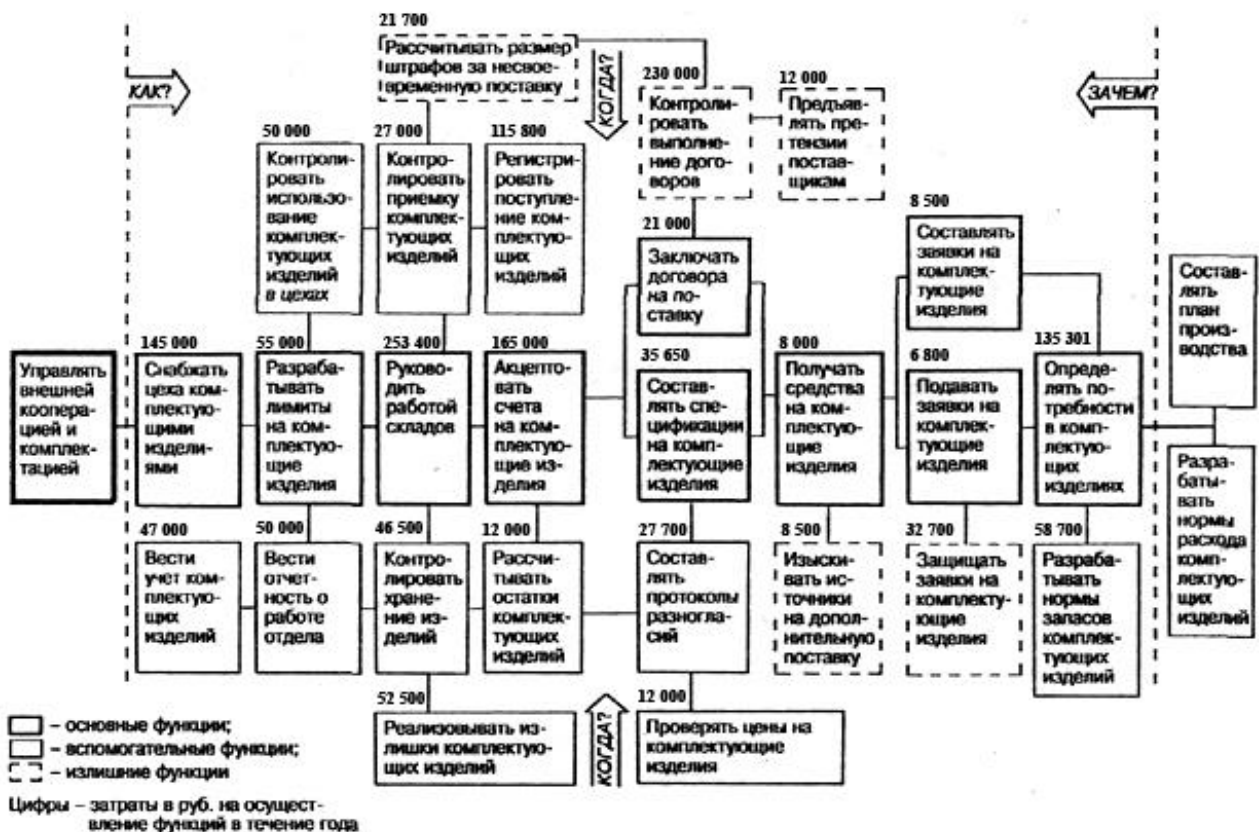 21 700
Рассчитывать размер
штрафов за несвое-
временную поставку
КАК?
КОГДА?
230 000
Контроли-
ровать
выполне-
ние дого-
воров
12 000
Предъяв-
лять пре-
тензии
постав-
щикам
ЗАЧЕМ?
50 000
Контроли-
ровать
использо-
вание
комплек-
тующих
изделий
в цехах
27 000
Контро-
лировать
приемку
комплек-
тующих
изделий
115 800
Регистри-
ровать
поступле-
ние ком-
плектую-
щих
изделий
21 000
Заключать
договора
на по-
ставку
8 500
Составлять
заявки на
комплек-
тующие
изделия
Состав-
лять
план
произ-
водства
Управлять
внешней
коопера-
цией и
комплек-
тацией
145 000
Снабжать
цеха ком-
плектую-
щими
издели-
ями
55 000
Разраба-
тывать
лимиты
на ком-
плектую-
щие
изделия
253 400
Руково-
дить
работой
складов
165 000
Акцепто-
вать
счета
на ком-
плектую-
щие из-
делия
35 650
Состав-
лять спе-
цификации
на комп-
лектующие
изделия
8 000
Получать
средства
на ком-
плектую-
щие
изделия
6 800
Подавать
заявки на
комплек-
тующие
изделия
135 301
Опреде-
лять по-
требности
в комплек-
тующих
изделиях
Разра-
баты-
вать
нормы
расхода
комп-
лектую-
щих
изделий
47 000
Вести
учет ком-
плектую-
щих
изделий
50 000
Вести
отчет-
ность о
работе
отдела
46 500
Контро-
лировать
хране-
ние из-
делий
12 000
Рассчи-
тывать
остатки
комплек-
тующих
изделий
27 700
Состав-
лять
протоколы
разногла-
сий
8 500
Изыски-
вать ис-
точники
на допол-
нительную
поставку
32 700
Защищать
заявки на
комплекту-
ющие
изделия
58 700
Разраба-
тывать
нормы
запасов
комплек-
тующих
изделий
52 500
Реализовывать из-
лишки комплектую-
щих изделий
КОГДА?
12 000
Проверять цены на
комплектующие
изделия
– основные функции;
– вспомогательные функции;
– излишние функции
Цифры – затраты в руб. на осущест-
вление функций в течение года